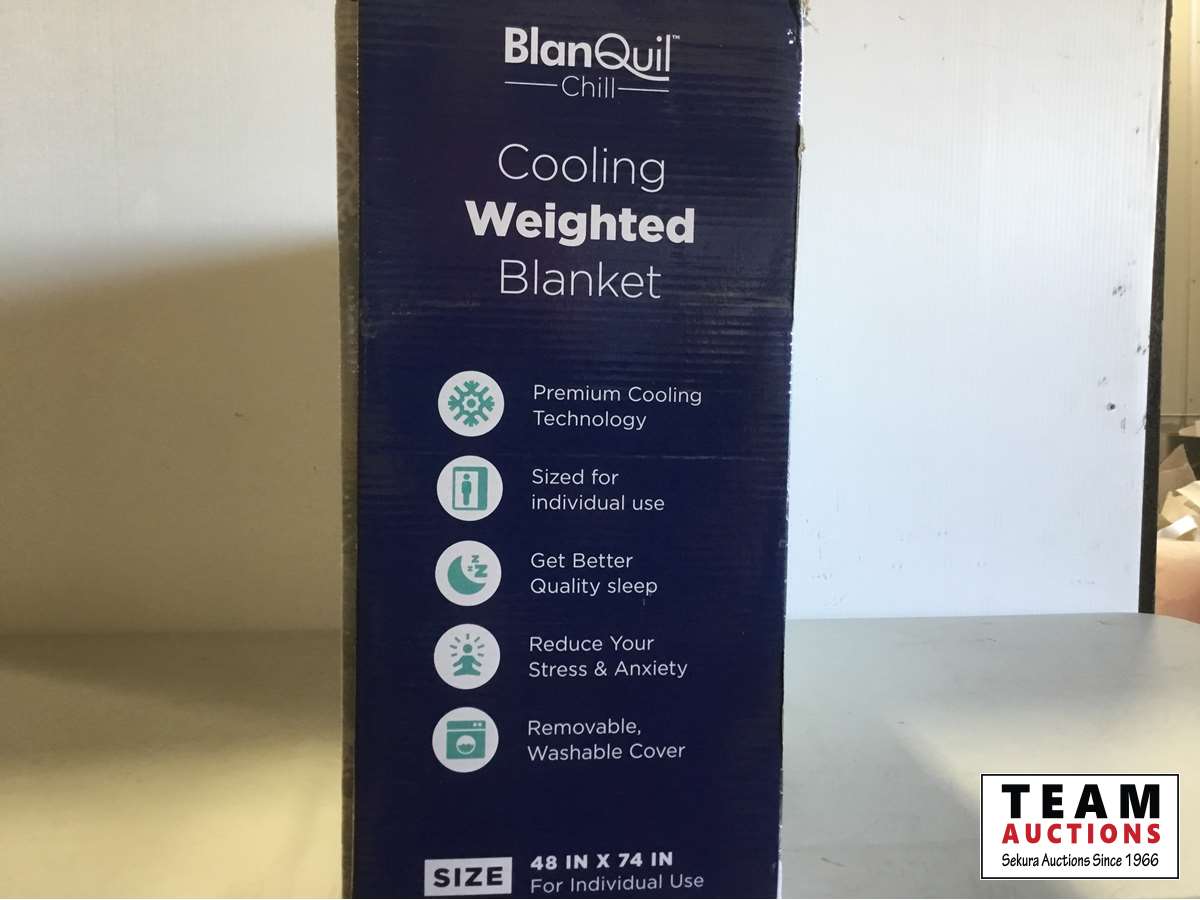 BlanQuil™
Chill
Cooling
Weighted
Blanket
Premium Cooling
Technology
Sized for
individual use
Get Better
Quality sleep
Reduce Your
Stress & Anxiety
Removable,
Washable Cover
SIZE
48 IN X 74 IN
For Individual Use
TEAM
AUCTIONS
Sekura Auctions Since 1966